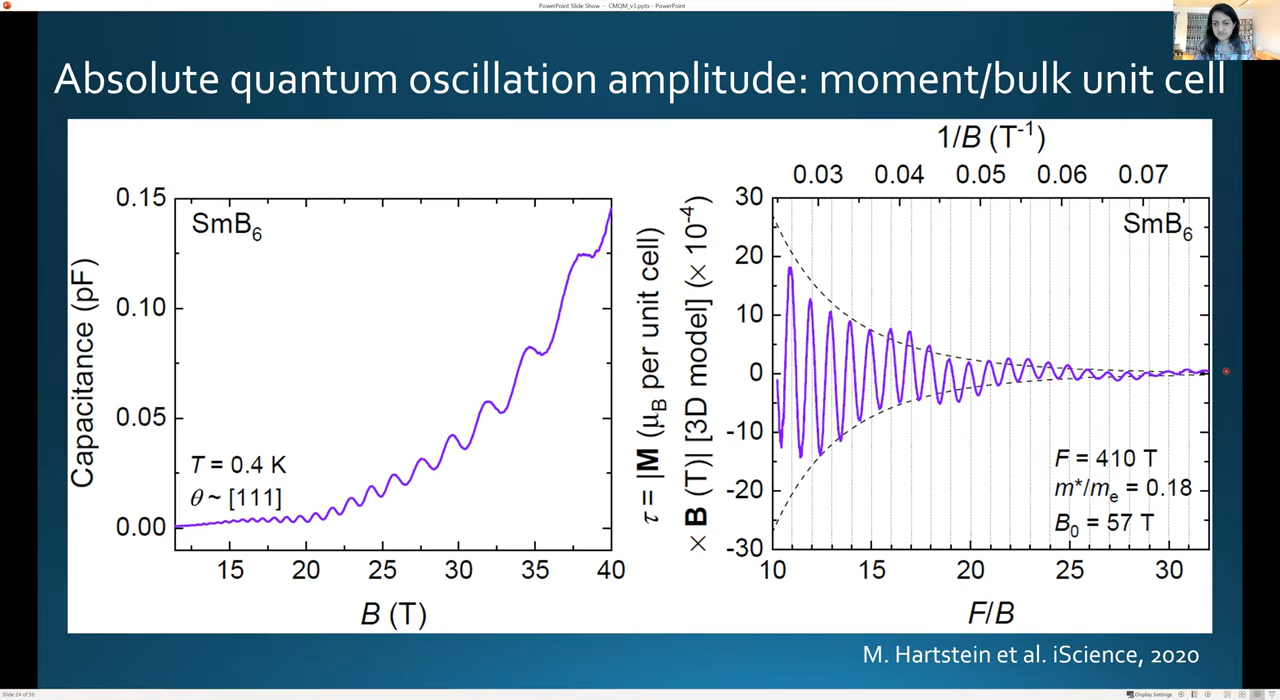 PowerPoint Slide Show - CMQM_v3.pptx - PowerPoint
Absolute quantum oscillation amplitude: moment/bulk unit cell
Capacitance (pF)
0.15
0.10
0.05
0.00
SmB6
T = 0.4 K
θ ~ [111]
15 20 25 30 35 40
B (T)
τ = |M (μB per unit cell)
× B (T)| [3D model] (× 10-4)
1/B (T-1)
0.03 0.04 0.05 0.06 0.07
30
20
10
0
-10
-20
-30
SmB6
F = 410 T
m*/me = 0.18
B0 = 57 T
10 15 20 25 30
F/B
M. Hartstein et al. iScience, 2020
Slide 24 of 56
Display Settings